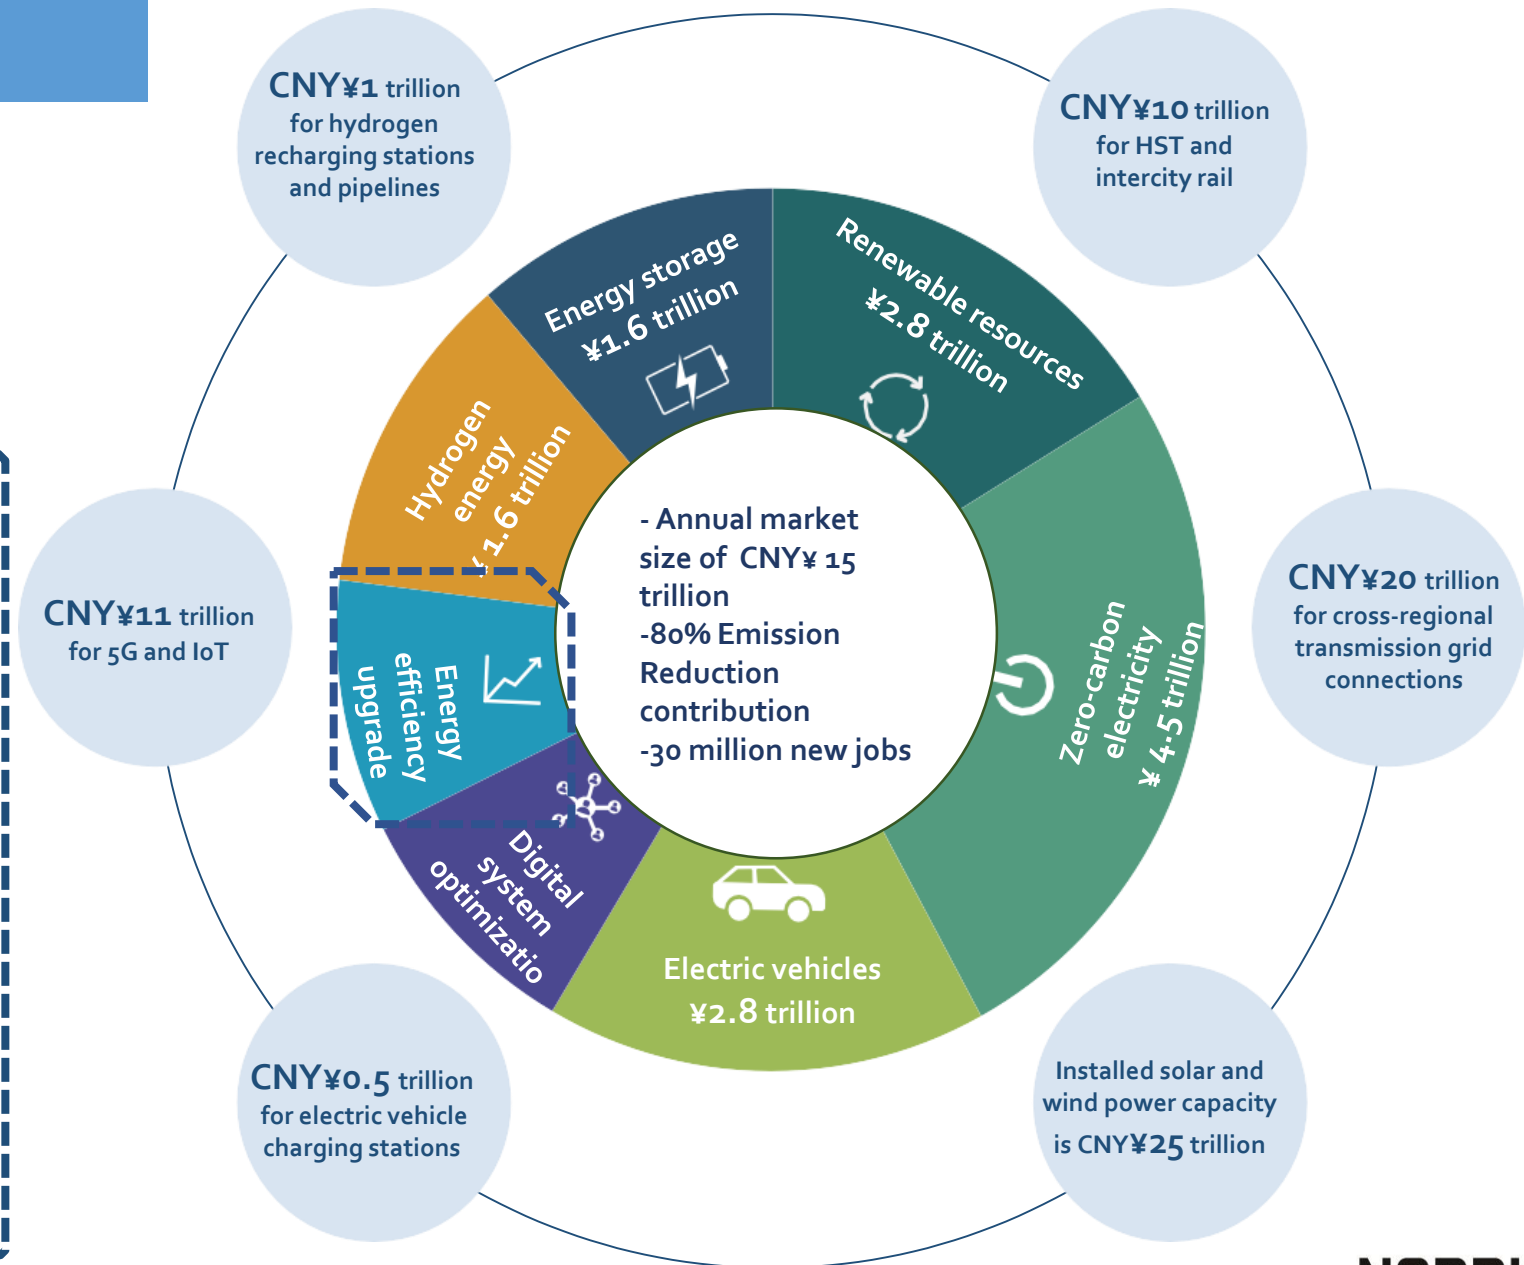 CNY¥1 trillion
for hydrogen
recharging stations
and pipelines
CNY¥10 trillion
for HST and
intercity rail
Energy storage
¥1.6 trillion
Renewable resources
¥2.8 trillion
Hydrogen
energy
¥ 1.6 trillion
CNY¥11 trillion
for 5G and IoT
Energy
efficiency
upgrade
- Annual market
size of CNY¥ 15
trillion
-80% Emission
Reduction
contribution
-30 million new jobs
Zero-carbon
electricity
¥ 4.5 trillion
CNY¥20 trillion
for cross-regional
transmission grid
connections
Digital
system
optimizatio
Electric vehicles
¥2.8 trillion
CNY¥0.5 trillion
for electric vehicle
charging stations
Installed solar and
wind power capacity
is CNY¥25 trillion